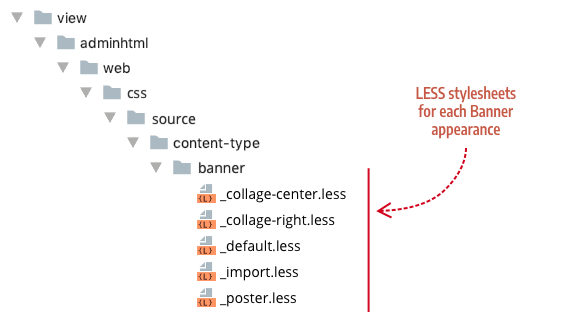 view
adminhtml
web
css
source
content-type
banner
_collage-center.less
_collage-right.less
_default.less
_import.less
_poster.less
LESS stylesheets
for each Banner
appearance
{L}
{L}
{L}
{L}
{L}